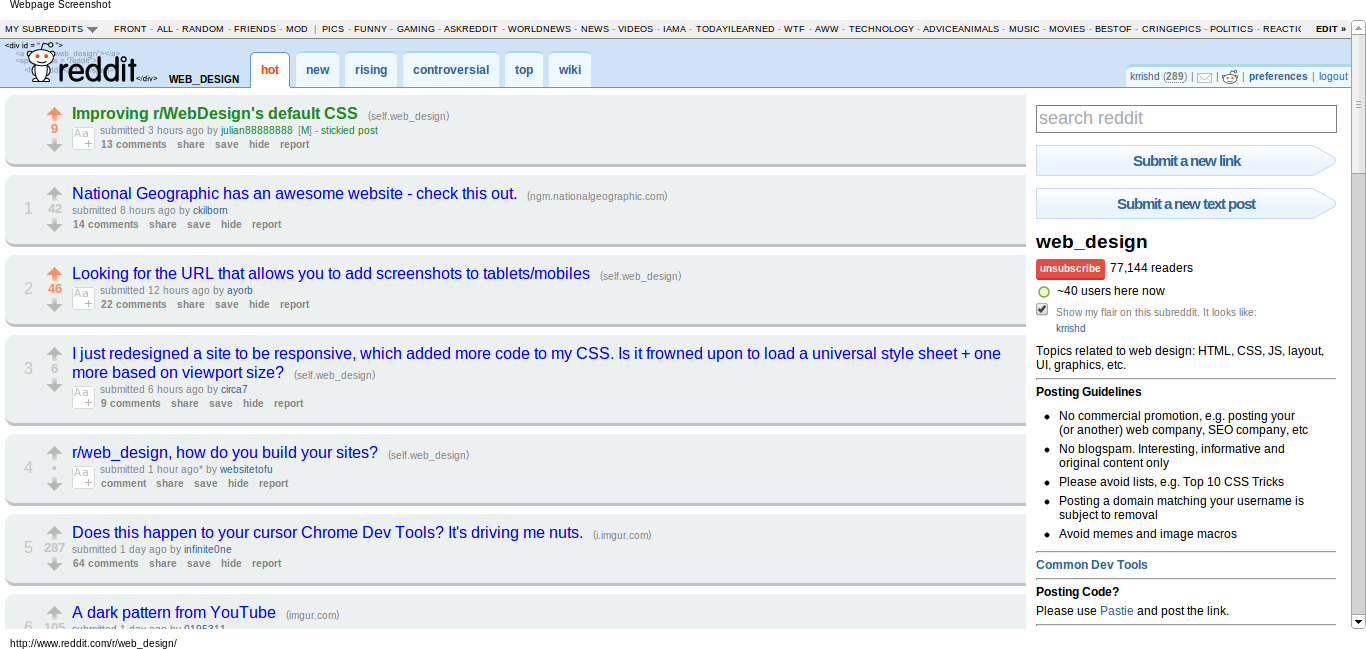 Webpage Screenshot
MY SUBREDDITS FRONT - ALL - RANDOM - FRIENDS - MOD | PICS - FUNNY - GAMING - ASKREDDIT - WORLDNEWS - NEWS - VIDEOS - IAMA - TODAYILEARNED - WTF - AWW - TECHNOLOGY - ADVICEANIMALS - MUSIC - MOVIES - BESTOF - CRINGEPICS - POLITICS - REACTIC EDIT »
<div id = " ">
reddit </div> WEB_DESIGN hot new rising controversial top wiki
krrishd (289) | | | preferences | logout
Improving r/WebDesign's default CSS (self.web_design)
9
Aa+ submitted 3 hours ago by julian88888888 [M] - stickied post
13 comments share save hide report
1 42 National Geographic has an awesome website - check this out. (ngm.nationalgeographic.com)
submitted 8 hours ago by ckilborn
14 comments share save hide report
2 46 Looking for the URL that allows you to add screenshots to tablets/mobiles (self.web_design)
Aa+ submitted 12 hours ago by ayorb
22 comments share save hide report
3 6 I just redesigned a site to be responsive, which added more code to my CSS. Is it frowned upon to load a universal style sheet + one
more based on viewport size? (self.web_design)
Aa+ submitted 6 hours ago by circa7
9 comments share save hide report
4 • r/web_design, how do you build your sites? (self.web_design)
Aa+ submitted 1 hour ago* by websitetofu
comment share save hide report
5 287 Does this happen to your cursor Chrome Dev Tools? It's driving me nuts. (i.imgur.com)
submitted 1 day ago by infinite0ne
64 comments share save hide report
6 105 A dark pattern from YouTube (imgur.com)
submitted 1 day ago by 0195311
search reddit
Submit a new link
Submit a new text post
web_design
unsubscribe 77,144 readers
~40 users here now
Show my flair on this subreddit. It looks like:
krrishd
Topics related to web design: HTML, CSS, JS, layout,
UI, graphics, etc.
Posting Guidelines
• No commercial promotion, e.g. posting your
(or another) web company, SEO company, etc
• No blogspam. Interesting, informative and
original content only
• Please avoid lists, e.g. Top 10 CSS Tricks
• Posting a domain matching your username is
subject to removal
• Avoid memes and image macros
Common Dev Tools
Posting Code?
Please use Pastie and post the link.
http://www.reddit.com/r/web_design/